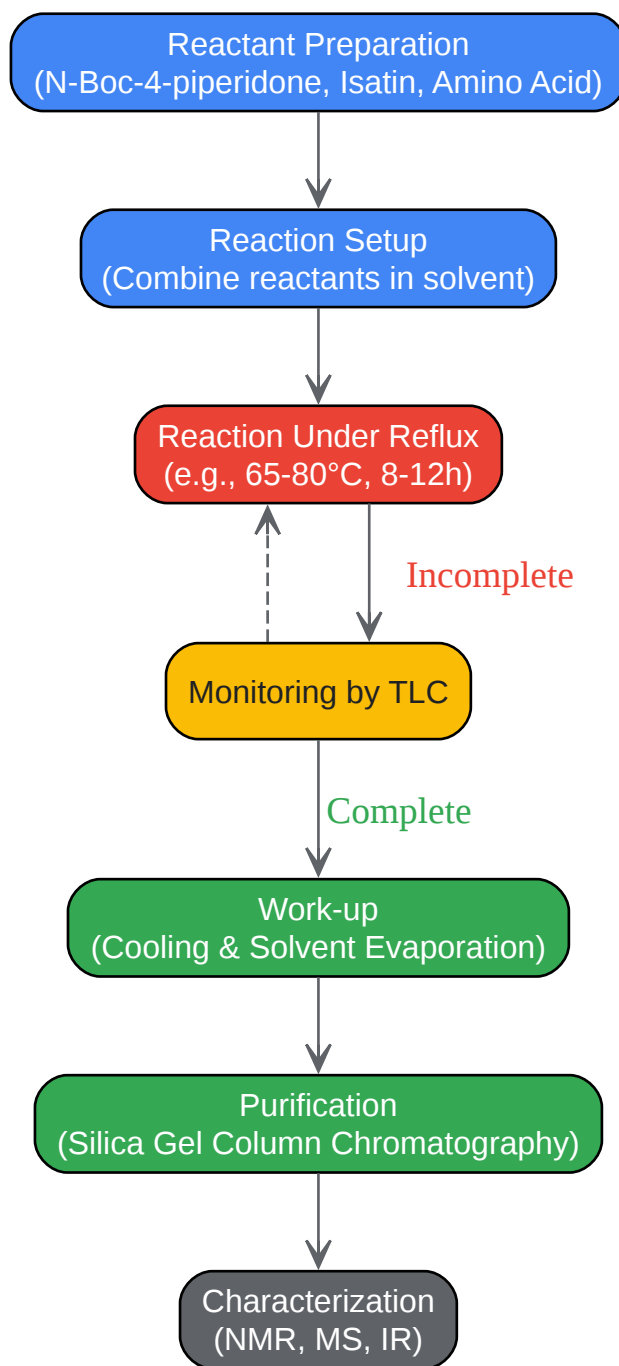 Reactant Preparation
(N-Boc-4-piperidone, Isatin, Amino Acid)
Reaction Setup
(Combine reactants in solvent)
Reaction Under Reflux
(e.g., 65-80°C, 8-12h)
Incomplete
Monitoring by TLC
Complete
Work-up
(Cooling & Solvent Evaporation)
Purification
(Silica Gel Column Chromatography)
Characterization
(NMR, MS, IR)